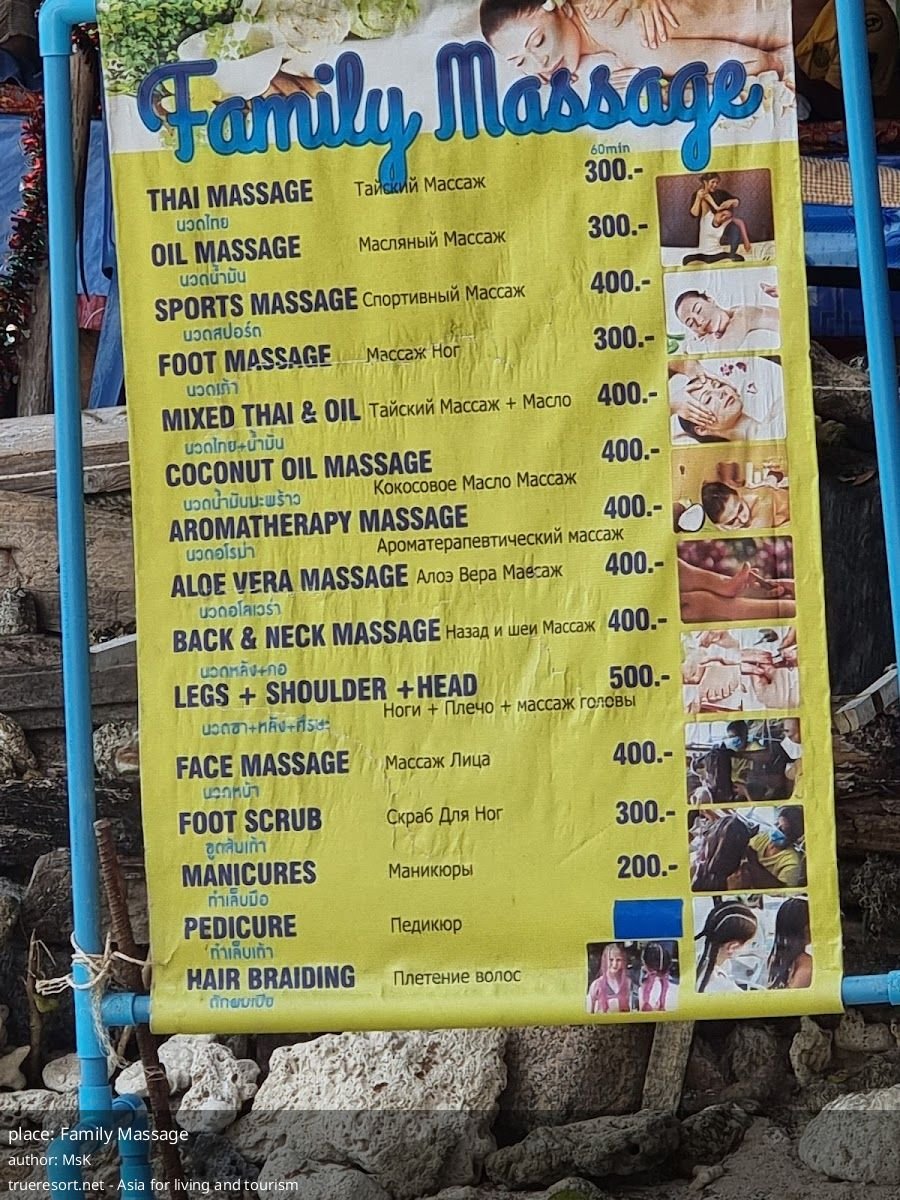 Family Massage
60min
THAI MASSAGE Тайский Массаж 300.-
นวดไทย
OIL MASSAGE Масляный Массаж 300.-
นวดน้ำมัน
SPORTS MASSAGE Спортивный Массаж 400.-
นวดสปอร์ต
FOOT MASSAGE Массаж Ног 300.-
นวดเท้า
MIXED THAI & OIL Тайский Массаж + Масло 400.-
นวดไทย+น้ำมัน
COCONUT OIL MASSAGE 400.-
นวดน้ำมันมะพร้าว Кокосовое Масло Массаж
AROMATHERAPY MASSAGE 400.-
นวดอโรม่า Ароматерапевтический массаж
ALOE VERA MASSAGE Алоэ Вера Массаж 400.-
นวดอโลเวร่า
BACK & NECK MASSAGE Назад и шеи Массаж 400.-
นวดหลัง+คอ
LEGS + SHOULDER +HEAD 500.-
Ноги + Плечо + массаж головы
นวดขา+หลัง+ศีรษะ
FACE MASSAGE Массаж Лица 400.-
นวดหน้า
FOOT SCRUB Скраб Для Ног 300.-
ขูดส้นเท้า
MANICURES Маникюры 200.-
ทำเล็บมือ
PEDICURE Педикюр
ทำเล็บเท้า
HAIR BRAIDING Плетение волос
ถักผมเปีย
place: Family Massage
author: MsK
trueresort.net - Asia for living and tourism